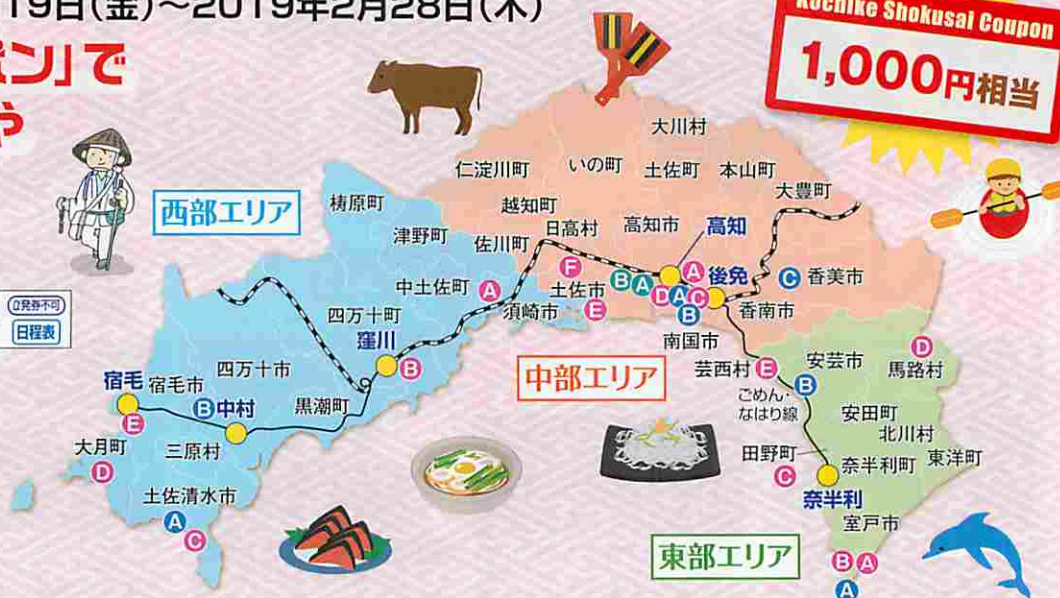 19日(金)~2019年2月28日(木)
ポン」で
や
Kochike Shokusai Coupon
1,000円相当
西部エリア
発券不可
日程表
大川村
仁淀川町
いの町
土佐町
本山町
大豊町
梼原町
越知町
日高村
高知市
高知
津野町
佐川町
F
B
A
A
後免
C
香美市
中土佐町
A
土佐市
D
A
C
須崎市
E
B
香南市
四万十町
窪川
B
南国市
中部エリア
芸西村
E
安芸市
D
馬路村
B
ごめん・
なはり線
宿毛
宿毛市
四万十市
B
中村
黒潮町
E
大月町
D
三原村
安田町
北川村
田野町
C
奈半利町
東洋町
奈半利
土佐清水市
A
C
室戸市
東部エリア
B
A
A